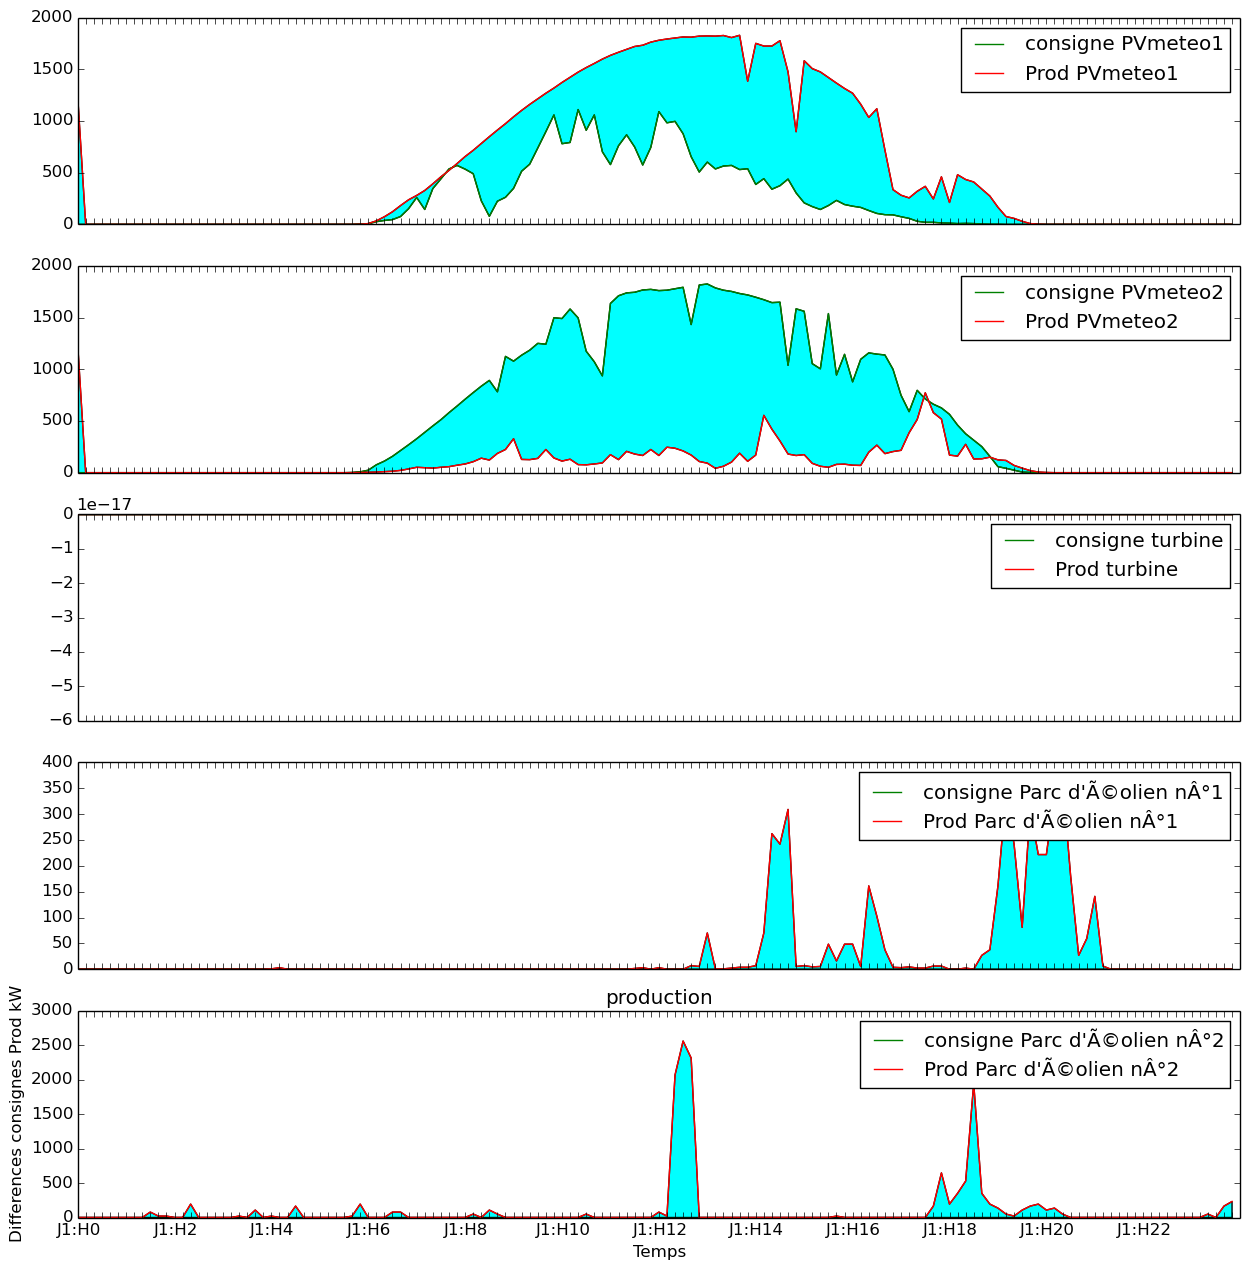 2000
1500
1000
500
0
consigne PVmeteo1
Prod PVmeteo1
2000
1500
1000
500
0
consigne PVmeteo2
Prod PVmeteo2
1e−17
0
−1
−2
−3
−4
−5
−6
consigne turbine
Prod turbine
400
350
300
250
200
150
100
50
0
consigne Parc d'Ã©olien nÂ°1
Prod Parc d'Ã©olien nÂ°1
production
Differences consignes Prod kW
3000
2500
2000
1500
1000
500
0
consigne Parc d'Ã©olien nÂ°2
Prod Parc d'Ã©olien nÂ°2
J1:H0 J1:H2 J1:H4 J1:H6 J1:H8 J1:H10 J1:H12 J1:H14 J1:H16 J1:H18 J1:H20 J1:H22
Temps